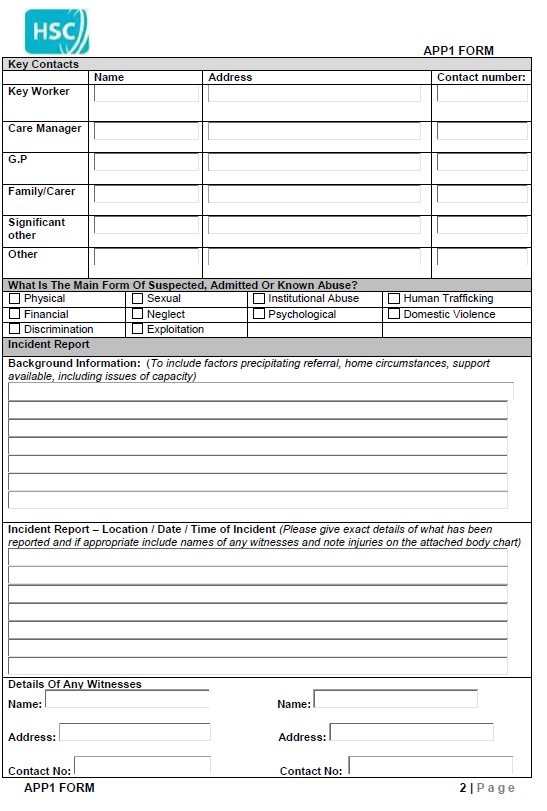 HSC
APP1 FORM
Key Contacts
Name Address Contact number:
Key Worker
Care Manager
G.P
Family/Carer
Significant
other
Other
What Is The Main Form Of Suspected, Admitted Or Known Abuse?
Physical Sexual Institutional Abuse Human Trafficking
Financial Neglect Psychological Domestic Violence
Discrimination Exploitation
Incident Report
Background Information: (To include factors precipitating referral, home circumstances, support
available, including issues of capacity)
Incident Report – Location / Date / Time of Incident (Please give exact details of what has been
reported and if appropriate include names of any witnesses and note injuries on the attached body chart)
Details Of Any Witnesses
Name: Name:
Address: Address:
Contact No: Contact No:
APP1 FORM 2 | Page